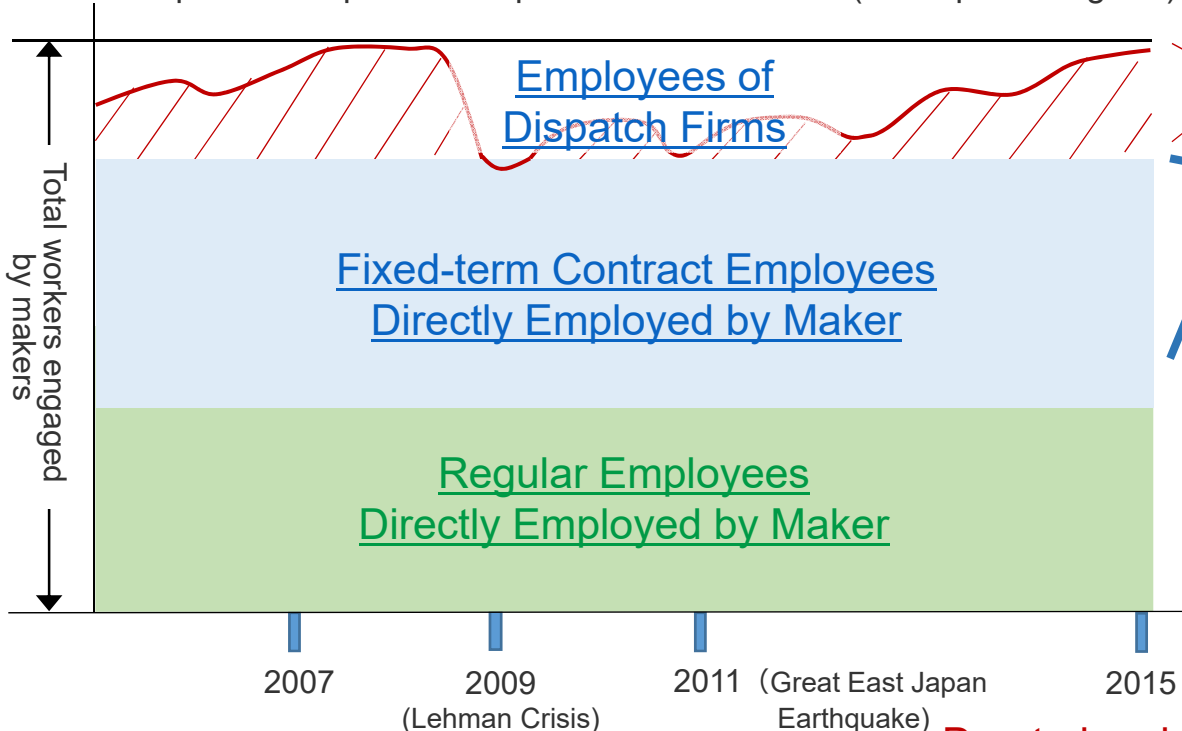 Employees of
Dispatch Firms
Fixed-term Contract Employees
Directly Employed by Maker
Regular Employees
Directly Employed by Maker
Total workers engaged
by makers
2007
2009
(Lehman Crisis)
2011（Great East Japan
Earthquake)
2015